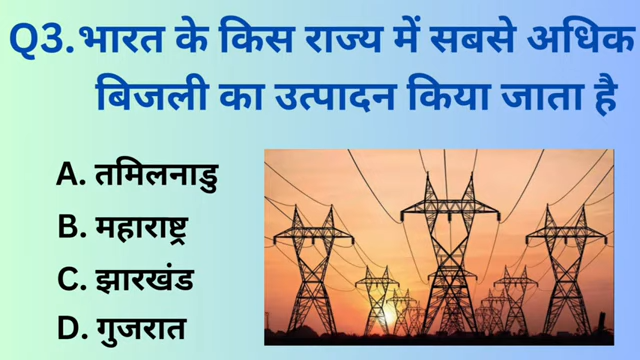 Q3.भारत के किस राज्य में सबसे अधिक
बिजली का उत्पादन किया जाता है
A. तमिलनाडु
B. महाराष्ट्र
C. झारखंड
D. गुजरात